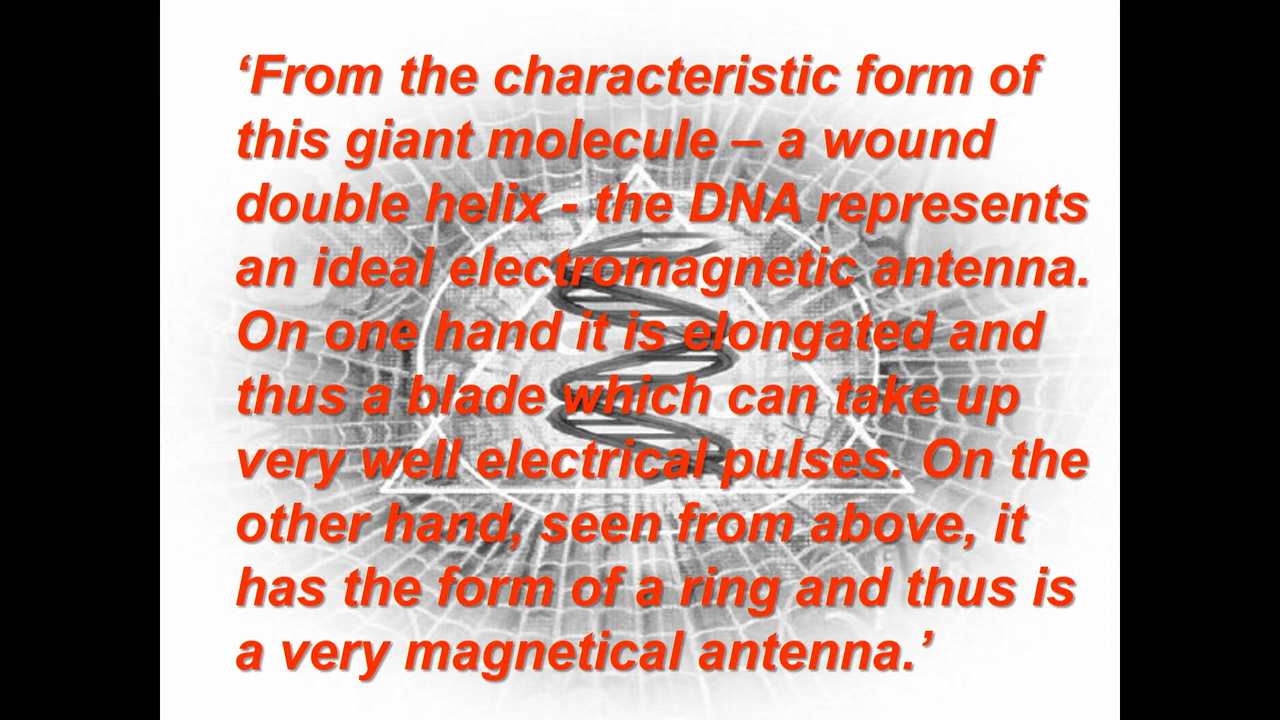 ‘From the characteristic form of
this giant molecule – a wound
double helix - the DNA represents
an ideal electromagnetic antenna.
On one hand it is elongated and
thus a blade which can take up
very well electrical pulses. On the
other hand, seen from above, it
has the form of a ring and thus is
a very magnetical antenna.’